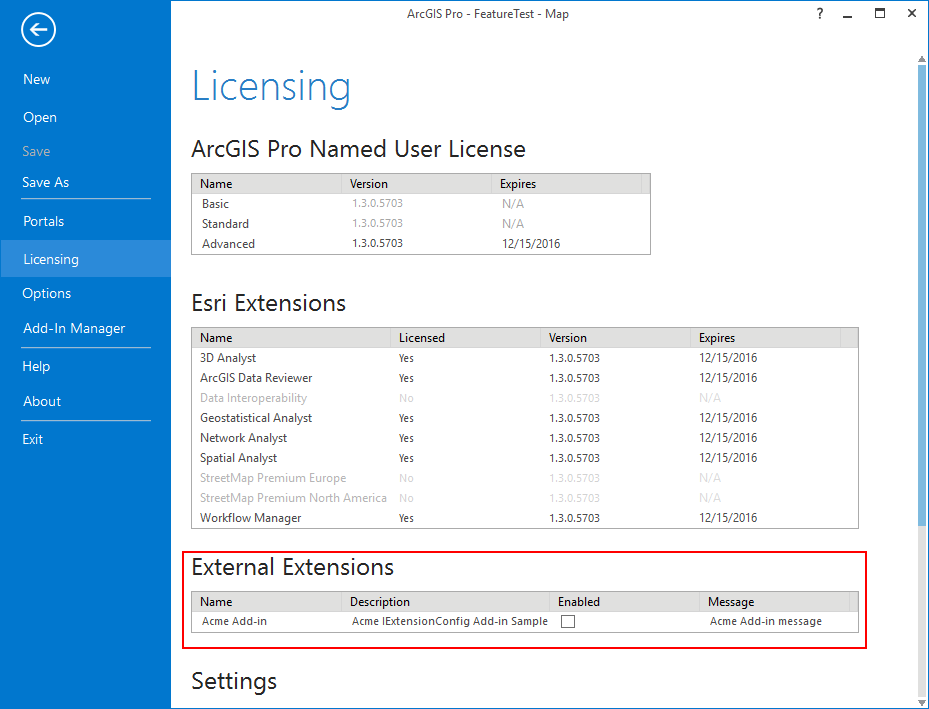 ArcGIS Pro - FeatureTest - Map
?
New
Open
Save
Save As
Portals
Licensing
Options
Add-In Manager
Help
About
Exit
Licensing
ArcGIS Pro Named User License
Name Version Expires
Basic 1.3.0.5703 N/A
Standard 1.3.0.5703 N/A
Advanced 1.3.0.5703 12/15/2016
Esri Extensions
Name Licensed Version Expires
3D Analyst Yes 1.3.0.5703 12/15/2016
ArcGIS Data Reviewer Yes 1.3.0.5703 12/15/2016
Data Interoperability No 1.3.0.5703 N/A
Geostatistical Analyst Yes 1.3.0.5703 12/15/2016
Network Analyst Yes 1.3.0.5703 12/15/2016
Spatial Analyst Yes 1.3.0.5703 12/15/2016
StreetMap Premium Europe No 1.3.0.5703 N/A
StreetMap Premium North America No 1.3.0.5703 N/A
Workflow Manager Yes 1.3.0.5703 12/15/2016
External Extensions
Name Description Enabled Message
Acme Add-in Acme IExtensionConfig Add-in Sample Acme Add-in message
Settings